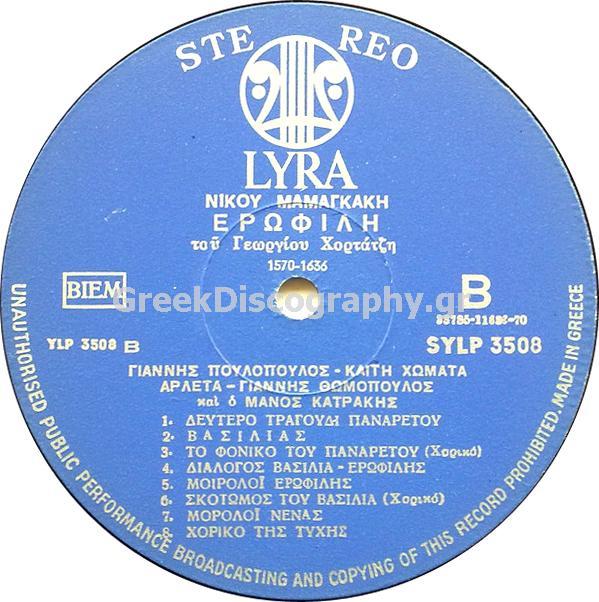 STEREO
LYRA
ΝΙΚΟΥ ΜΑΜΑΓΚΑΚΗ
ΕΡΩΦΙΛΗ
τοῦ Γεωργίου Χορτάτζη
1570-1636
BIEM
GreekDiscography.gr
B
YLP 3508 B
SYLP 3508
ΓΙΑΝΝΗΣ ΠΟΥΛΟΠΟΥΛΟΣ - ΚΑΙΤΗ ΧΩΜΑΤΑ
ΑΡΛΕΤΑ - ΓΙΑΝΝΗΣ ΘΩΜΟΠΟΥΛΟΣ
καὶ ὁ ΜΑΝΟΣ ΚΑΤΡΑΚΗΣ
1. ΔΕΥΤΕΡΟ ΤΡΑΓΟΥΔΙ ΠΑΝΑΡΕΤΟΥ
2. ΒΑΣΙΛΙΑΣ
3. ΤΟ ΦΟΝΙΚΟ ΤΟΥ ΠΑΝΑΡΕΤΟΥ (Χορικό)
4. ΔΙΑΛΟΓΟΣ ΒΑΣΙΛΙΑ - ΕΡΩΦΙΛΗΣ
5. ΜΟΙΡΟΛΟΪ ΕΡΩΦΙΛΗΣ
6. ΣΚΟΤΩΜΟΣ ΤΟΥ ΒΑΣΙΛΙΑ (Χορικό)
7. ΜΟΡΟΛΟΪ ΝΕΝΑΣ
8. ΧΟΡΙΚΟ ΤΗΣ ΤΥΧΗΣ
UNAUTHORISED PUBLIC PERFORMANCE BROADCASTING AND COPYING OF THIS RECORD PROHIBITED. MADE IN GREECE